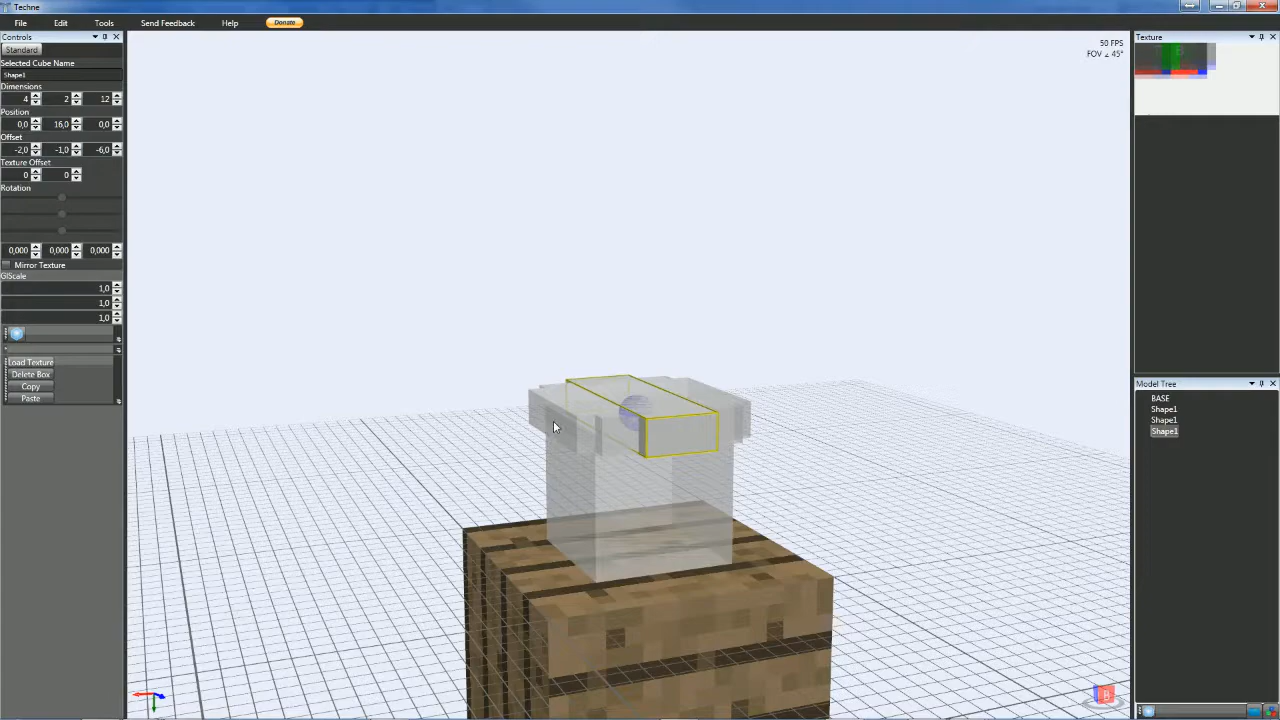 Techne
File Edit Tools Send Feedback Help Donate
Controls
Standard
Selected Cube Name
Shape1
Dimensions
4 2 12
Position
0,0 16,0 0,0
Offset
-2,0 -1,0 -6,0
Texture Offset
0 0
Rotation
0,000 0,000 0,000
Mirror Texture
GlScale
1,0
1,0
1,0
Load Texture
Delete Box
Copy
Paste
50 FPS
FOV ∠ 45°
Texture
B
Model Tree
BASE
Shape1
Shape1
Shape1
B